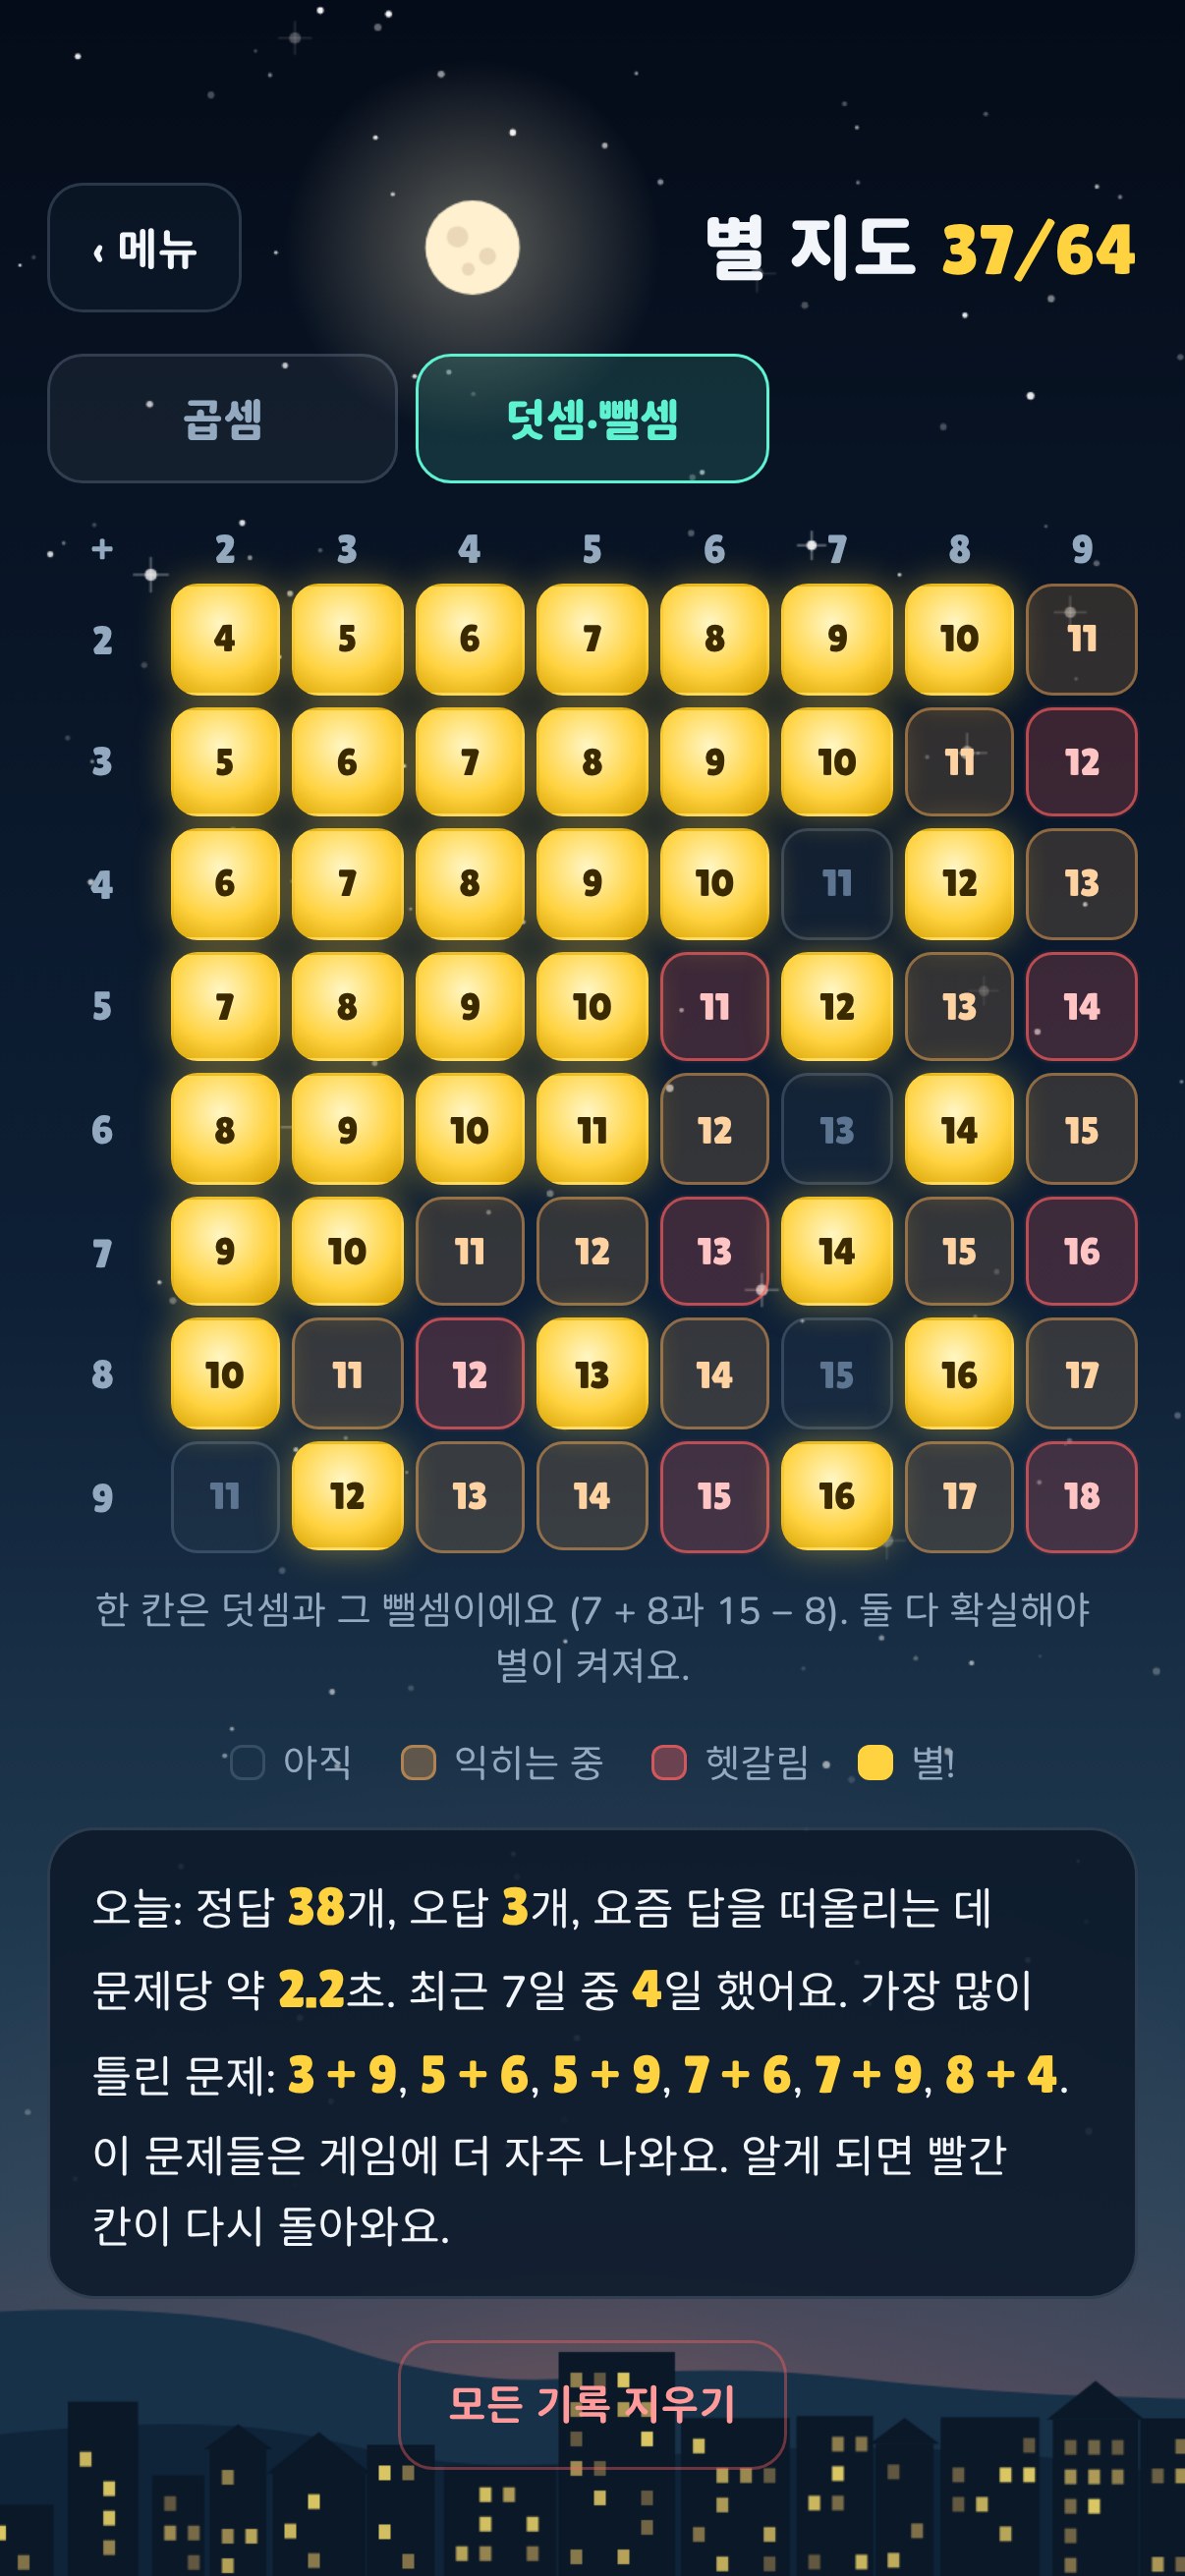 ‹ 메뉴
별 지도 37/64
곱셈 덧셈·뺄셈
+ 2 3 4 5 6 7 8 9
2 4 5 6 7 8 9 10 11
3 5 6 7 8 9 10 11 12
4 6 7 8 9 10 11 12 13
5 7 8 9 10 11 12 13 14
6 8 9 10 11 12 13 14 15
7 9 10 11 12 13 14 15 16
8 10 11 12 13 14 15 16 17
9 11 12 13 14 15 16 17 18
한 칸은 덧셈과 그 뺄셈이에요 (7 + 8과 15 − 8). 둘 다 확실해야
별이 켜져요.
아직 익히는 중 헷갈림 별!
오늘: 정답 38개, 오답 3개, 요즘 답을 떠올리는 데
문제당 약 2.2초. 최근 7일 중 4일 했어요. 가장 많이
틀린 문제: 3 + 9, 5 + 6, 5 + 9, 7 + 6, 7 + 9, 8 + 4.
이 문제들은 게임에 더 자주 나와요. 알게 되면 빨간
칸이 다시 돌아와요.
모든 기록 지우기